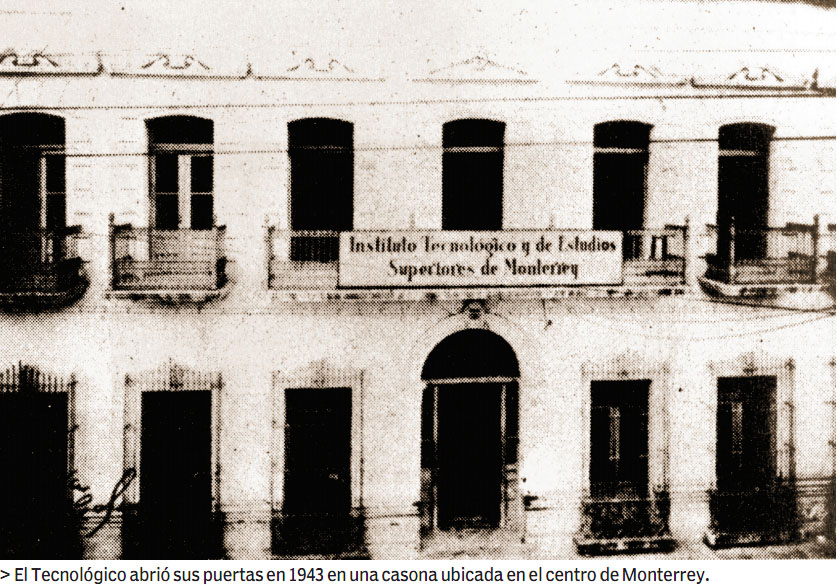 Instituto Tecnológico y de Estudios
Superiores de Monterrey
> El Tecnológico abrió sus puertas en 1943 en una casona ubicada en el centro de Monterrey.